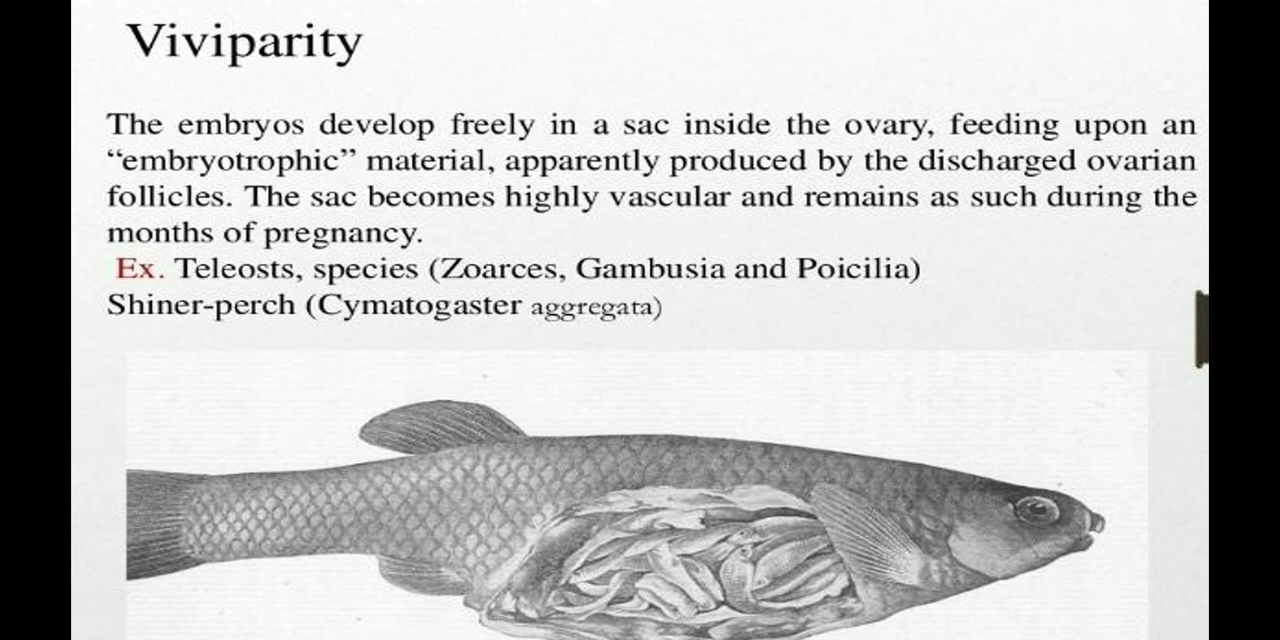 Viviparity
The embryos develop freely in a sac inside the ovary, feeding upon an
“embryotrophic” material, apparently produced by the discharged ovarian
follicles. The sac becomes highly vascular and remains as such during the
months of pregnancy.
Ex. Teleosts, species (Zoarces, Gambusia and Poicilia)
Shiner-perch (Cymatogaster aggregata)